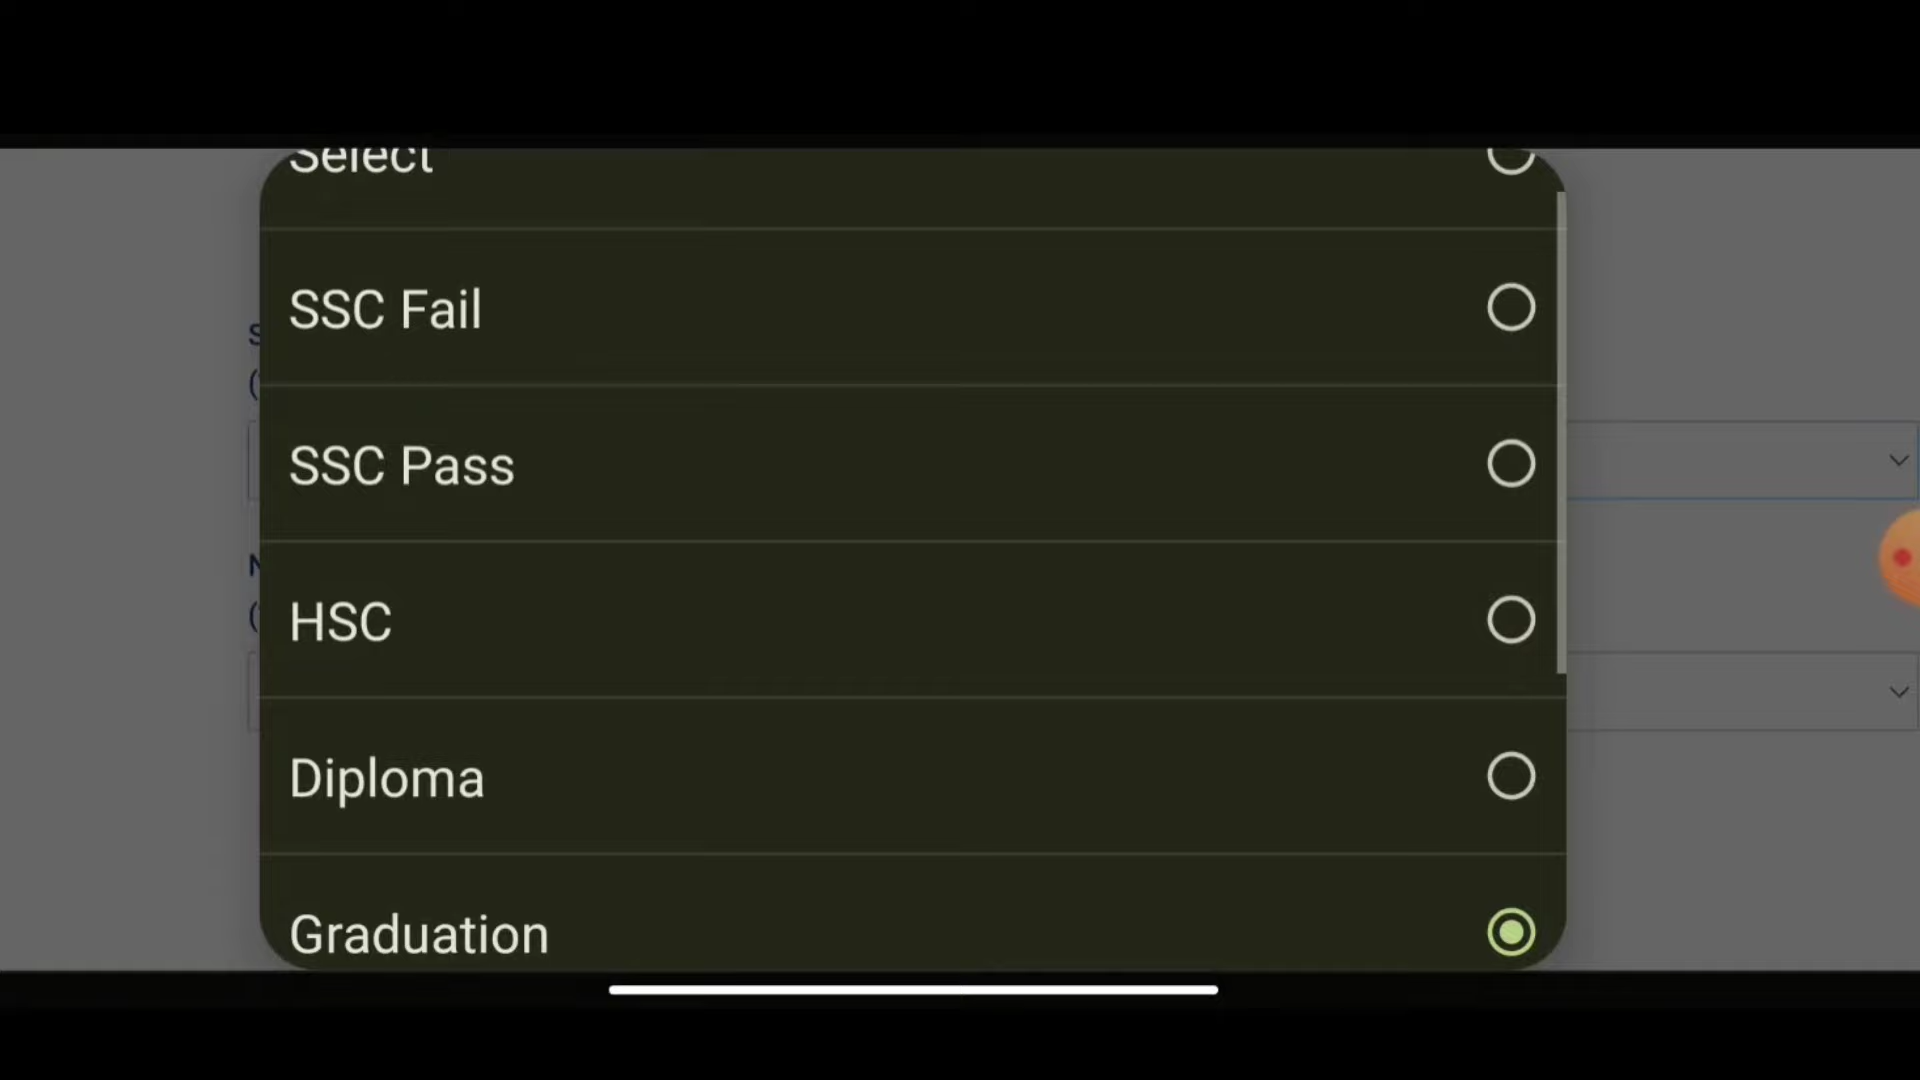 Select
SSC Fail
SSC Pass
HSC
Diploma
Graduation